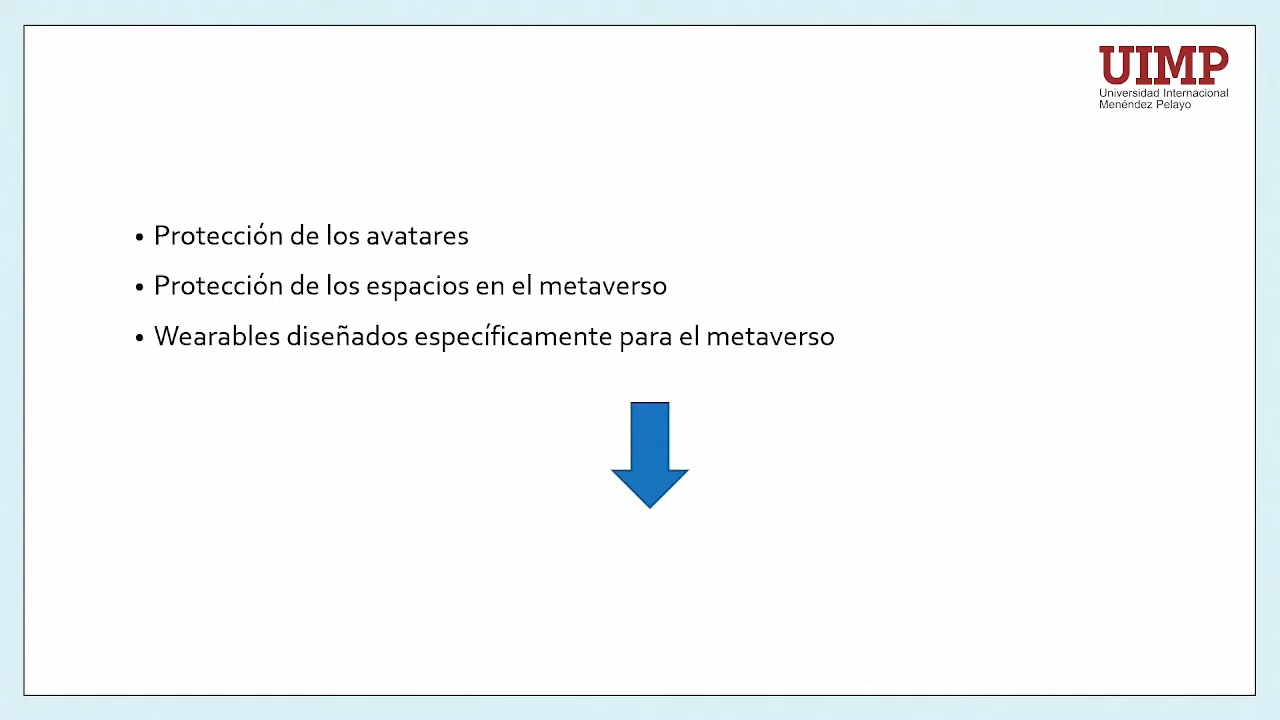 UIMP
Universidad Internacional
Menéndez Pelayo
• Protección de los avatares
• Protección de los espacios en el metaverso
• Wearables diseñados específicamente para el metaverso